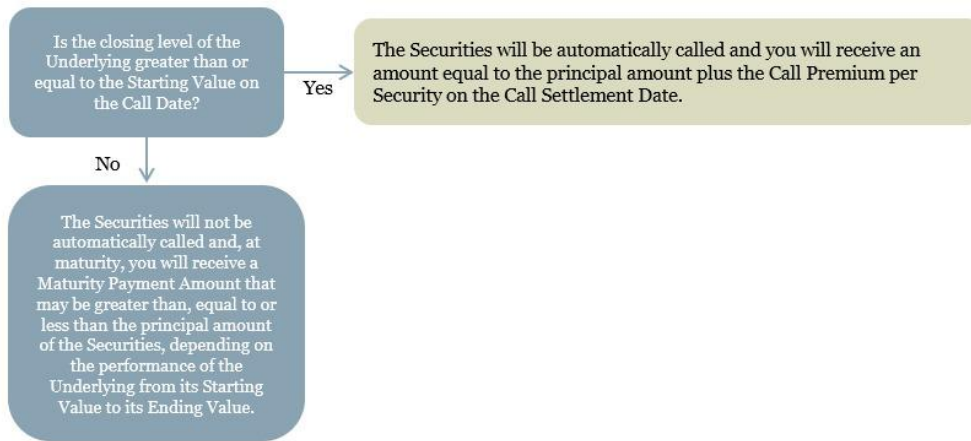 Is the closing level of the
Underlying greater than or
equal to the Starting Value on
the Call Date?
Yes
The Securities will be automatically called and you will receive an
amount equal to the principal amount plus the Call Premium per
Security on the Call Settlement Date.
No
The Securities will not be
automatically called and, at
maturity, you will receive a
Maturity Payment Amount that
may be greater than, equal to or
less than the principal amount
of the Securities, depending on
the performance of the
Underlying from its Starting
Value to its Ending Value.